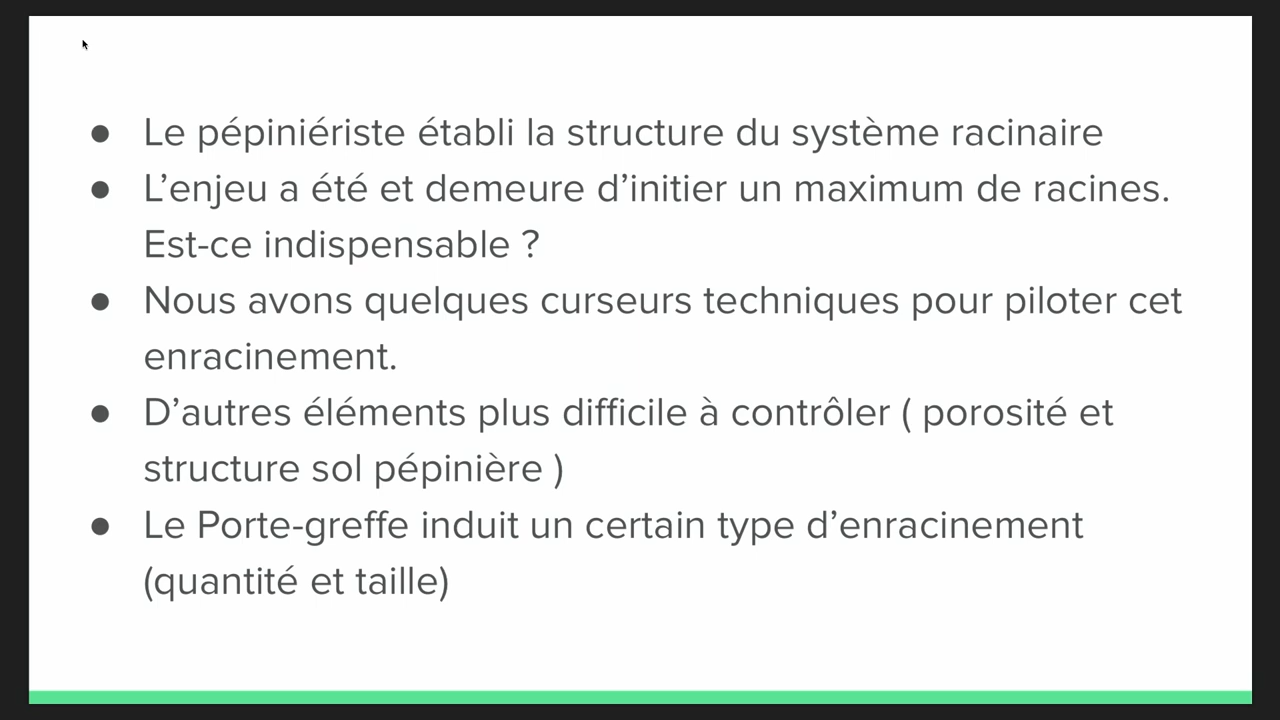 ● Le pépiniériste établi la structure du système racinaire
● L’enjeu a été et demeure d’initier un maximum de racines.
Est-ce indispensable ?
● Nous avons quelques curseurs techniques pour piloter cet
enracinement.
● D’autres éléments plus difficile à contrôler ( porosité et
structure sol pépinière )
● Le Porte-greffe induit un certain type d’enracinement
(quantité et taille)